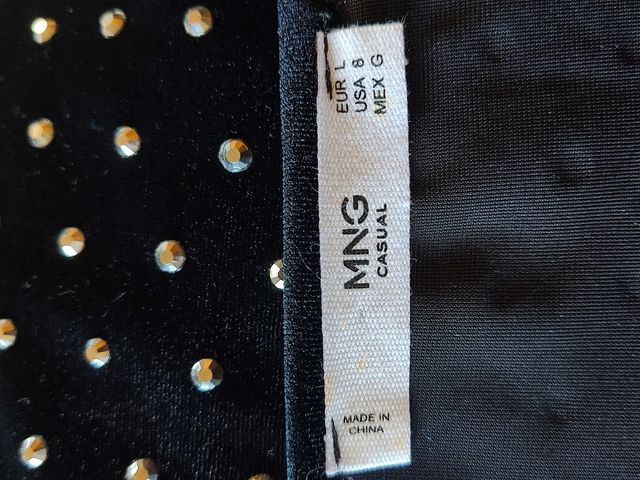 MNG
CASUAL
EUR L
USA 8
MEX G
MADE IN
CHINA